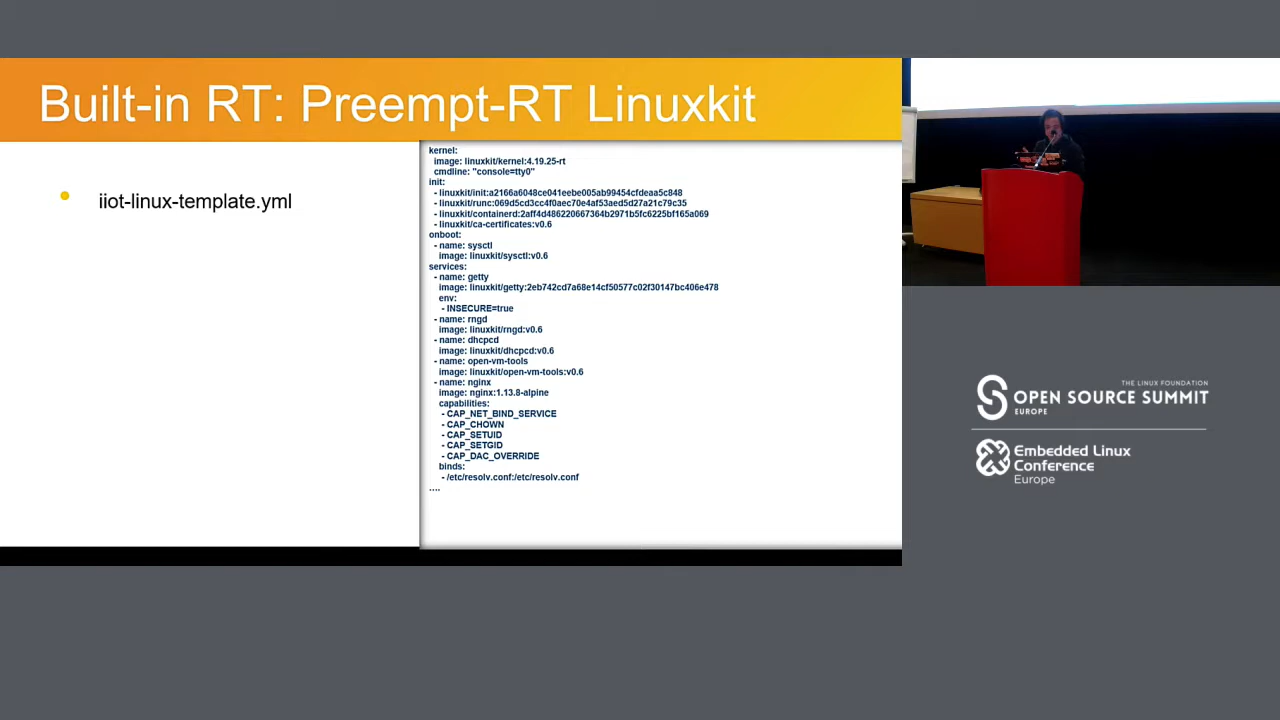 Built-in RT: Preempt-RT Linuxkit
iiot-linux-template.yml
kernel:
image: linuxkit/kernel:4.19.25-rt
cmdline: "console=tty0"
init:
- linuxkit/init:a2166a6048ce041eebe005ab99454cfdeaa5c848
- linuxkit/runc:069d5cd3cc4f0aec70e4af53aed5d27a21c79c35
- linuxkit/containerd:2aff4d486220667364b2971b5fc6225bf165a069
- linuxkit/ca-certificates:v0.6
onboot:
- name: sysctl
image: linuxkit/sysctl:v0.6
services:
- name: getty
image: linuxkit/getty:2eb742cd7a68e14cf50577c02f30147bc406e478
env:
- INSECURE=true
- name: rngd
image: linuxkit/rngd:v0.6
- name: dhcpcd
image: linuxkit/dhcpcd:v0.6
- name: open-vm-tools
image: linuxkit/open-vm-tools:v0.6
- name: nginx
image: nginx:1.13.8-alpine
capabilities:
- CAP_NET_BIND_SERVICE
- CAP_CHOWN
- CAP_SETUID
- CAP_SETGID
- CAP_DAC_OVERRIDE
binds:
- /etc/resolv.conf:/etc/resolv.conf
....
THE LINUX FOUNDATION
OPEN SOURCE SUMMIT
EUROPE
Embedded Linux
Conference
Europe